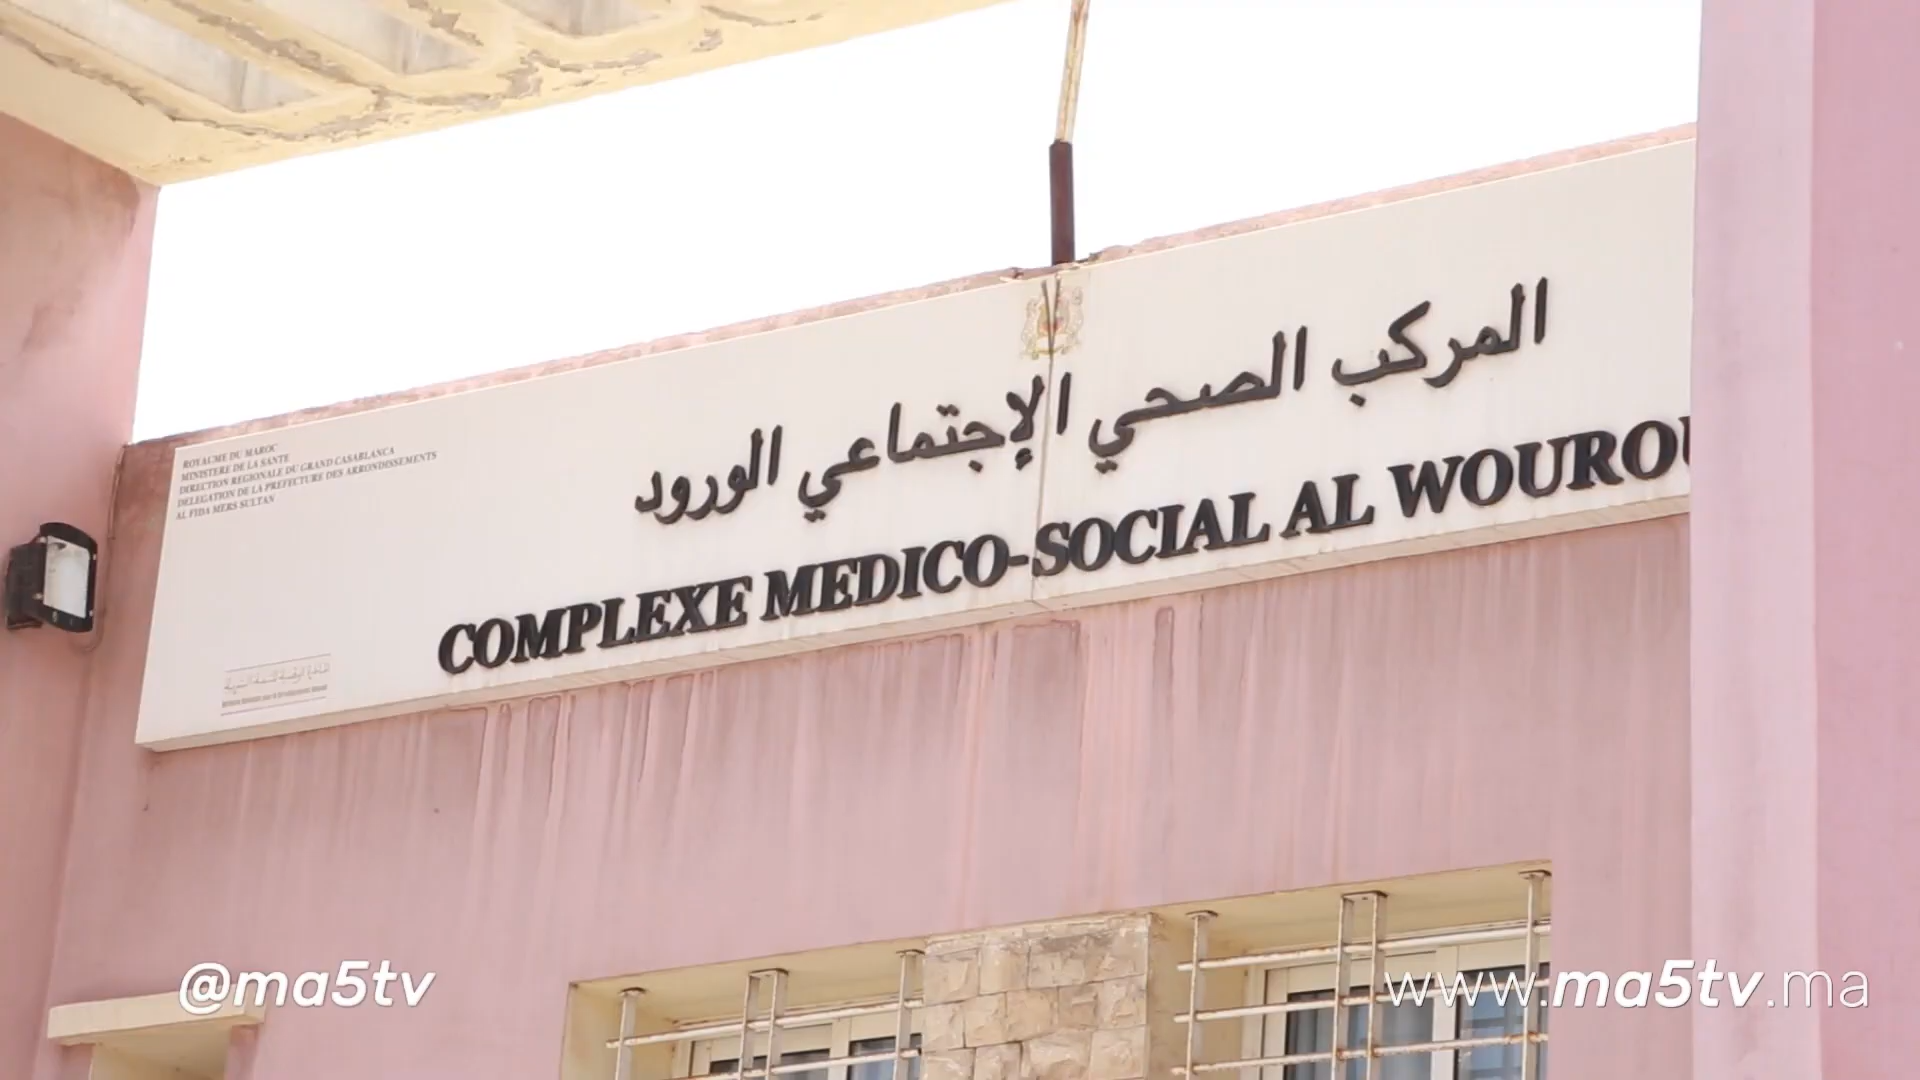 ROYAUME DU MAROC
MINISTERE DE LA SANTE
DIRECTION REGIONALE DU GRAND CASABLANCA
DELEGATION DE LA PREFECTURE DES ARRONDISSEMENTS
AL FIDA MERS SULTAN
المركب الصحي الإجتماعي الورود
COMPLEXE MEDICO-SOCIAL AL WOUROU
@ma5tv
www.ma5tv.ma